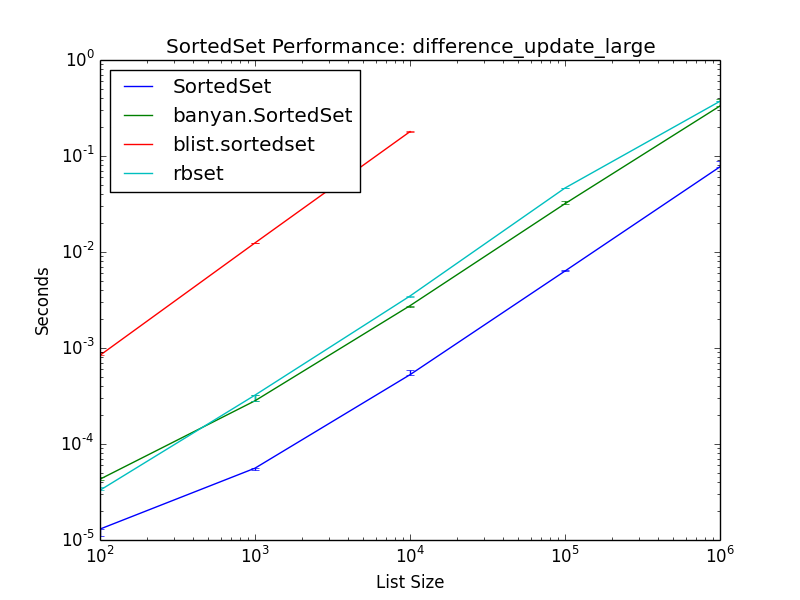 SortedSet Performance: difference_update_large
SortedSet
banyan.SortedSet
blist.sortedset
rbset
10^0
10^-1
10^-2
10^-3
10^-4
10^-5
Seconds
10^2 10^3 10^4 10^5 10^6
List Size